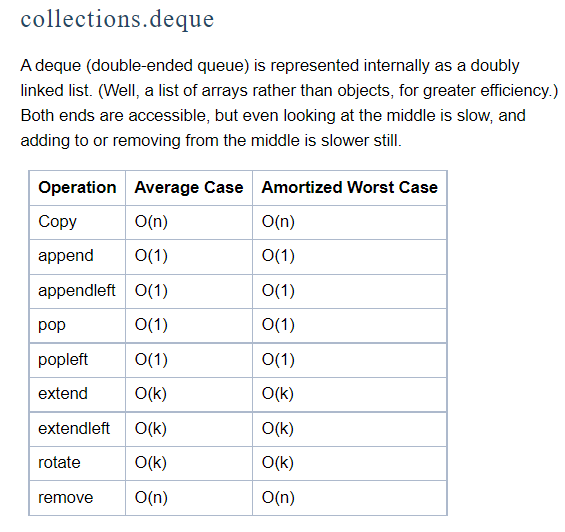 collections.deque
A deque (double-ended queue) is represented internally as a doubly
linked list. (Well, a list of arrays rather than objects, for greater efficiency.)
Both ends are accessible, but even looking at the middle is slow, and
adding to or removing from the middle is slower still.
Operation Average Case Amortized Worst Case
Copy O(n) O(n)
append O(1) O(1)
appendleft O(1) O(1)
pop O(1) O(1)
popleft O(1) O(1)
extend O(k) O(k)
extendleft O(k) O(k)
rotate O(k) O(k)
remove O(n) O(n)